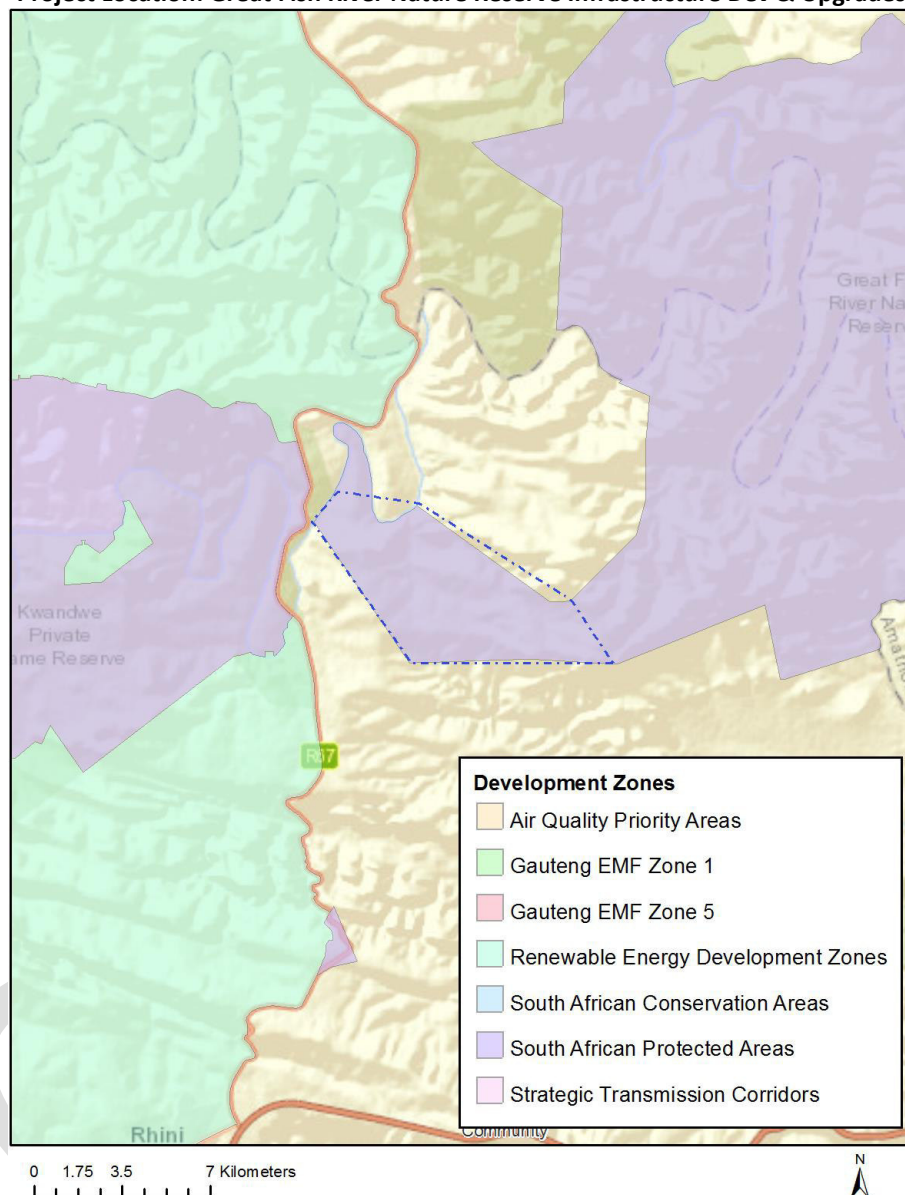 Project Location: Great Fish River Nature Reserve Infrastructure Dev & Upgrades
Great F
River Na
Reserv
Kwandwe
Private
ame Reserve
Amatho
R67
Development Zones
Air Quality Priority Areas
Gauteng EMF Zone 1
Gauteng EMF Zone 5
Renewable Energy Development Zones
South African Conservation Areas
South African Protected Areas
Strategic Transmission Corridors
Rhini
Community
0 1.75 3.5 7 Kilometers
N